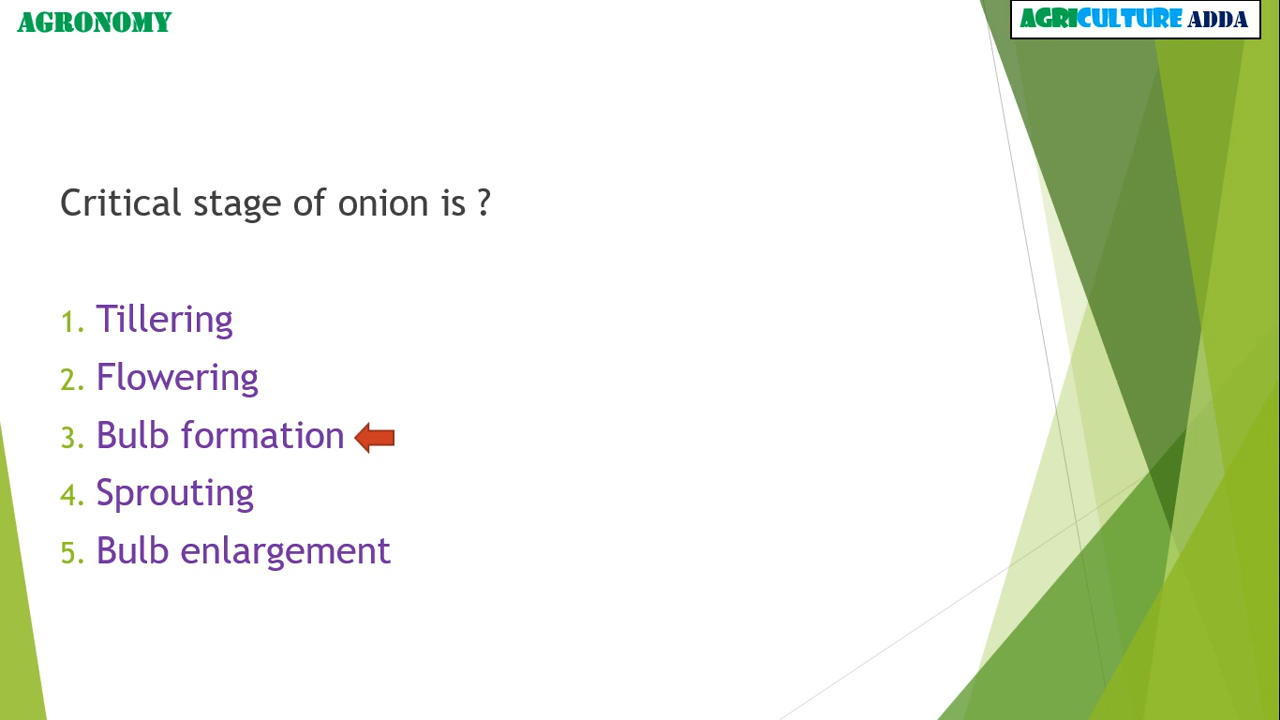 AGRONOMY
AGRICULTURE ADDA
Critical stage of onion is ?
1. Tillering
2. Flowering
3. Bulb formation
4. Sprouting
5. Bulb enlargement